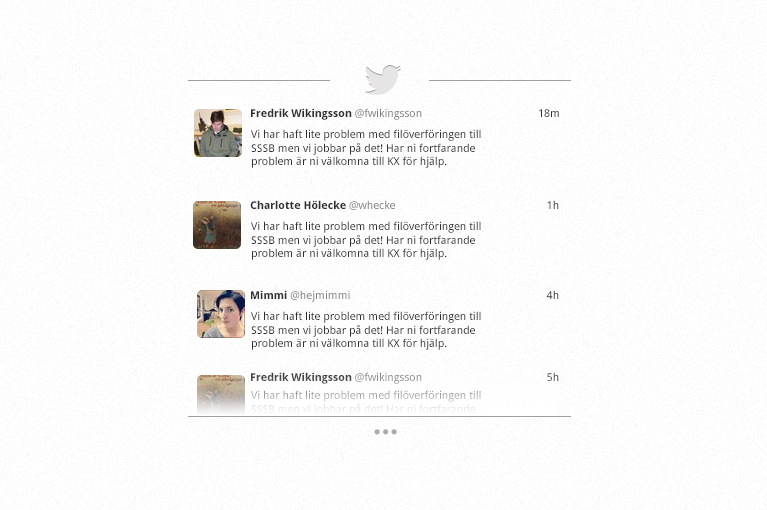 Fredrik Wikingsson @fwikingsson 18m
Vi har haft lite problem med filöverföringen till
SSSB men vi jobbar på det! Har ni fortfarande
problem är ni välkomna till KX för hjälp.
Charlotte Hölecke @whecke 1h
Vi har haft lite problem med filöverföringen till
SSSB men vi jobbar på det! Har ni fortfarande
problem är ni välkomna till KX för hjälp.
Mimmi @hejmimmi 4h
Vi har haft lite problem med filöverföringen till
SSSB men vi jobbar på det! Har ni fortfarande
problem är ni välkomna till KX för hjälp.
Fredrik Wikingsson @fwikingsson 5h
Vi har haft lite problem med filöverföringen till
SSSB men vi jobbar på det! Har ni fortfarande